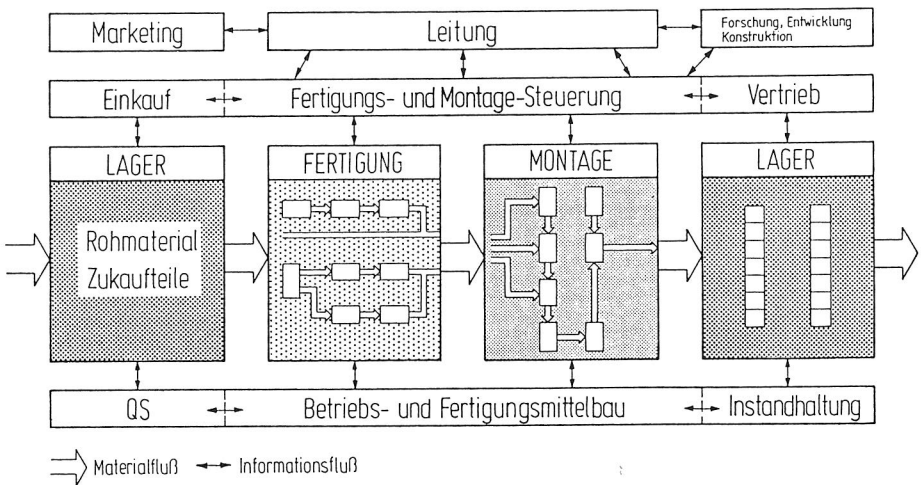 Marketing
Leitung
Forschung, Entwicklung
Konstruktion
Einkauf
Fertigungs- und Montage-Steuerung
Vertrieb
LAGER
FERTIGUNG
MONTAGE
LAGER
Rohmaterial
Zukaufteile
QS
Betriebs- und Fertigungsmittelbau
Instandhaltung
Materialfluß
Informationsfluß